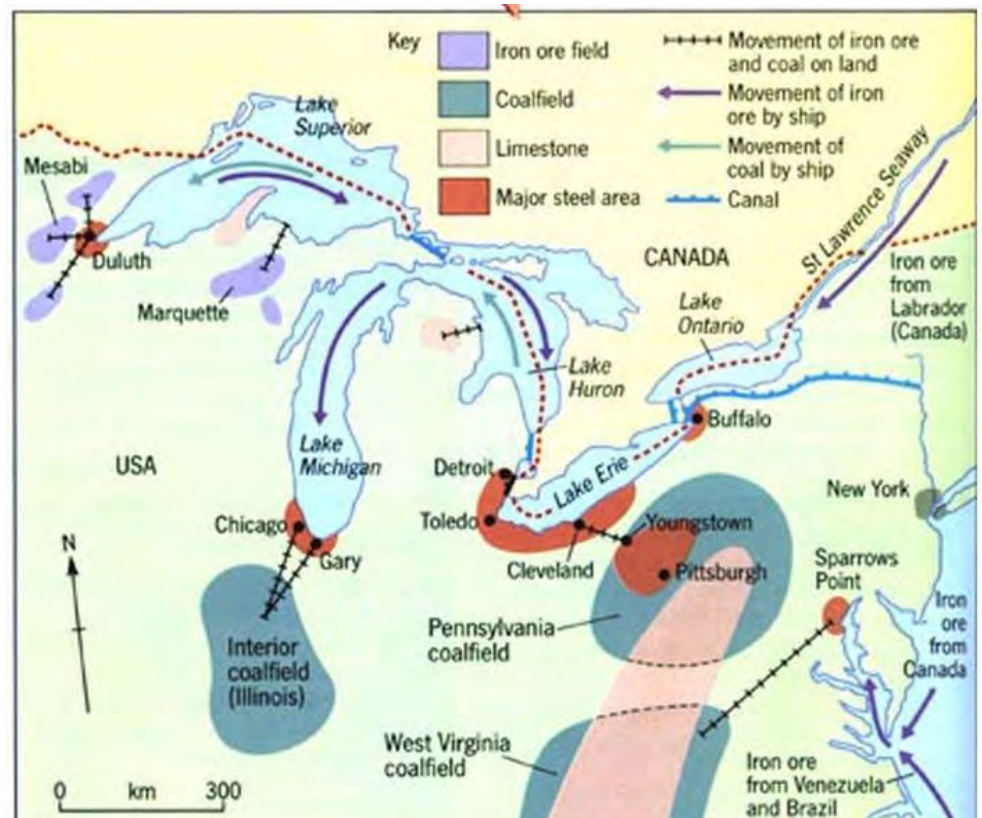 Key
Iron ore field
Coalfield
Limestone
Major steel area
Movement of iron ore
and coal on land
Movement of iron
ore by ship
Movement of
coal by ship
Canal
Lake
Superior
Mesabi
Duluth
Marquette
CANADA
St Lawrence Seaway
Iron ore
from
Labrador
(Canada)
Lake
Ontario
Lake
Huron
USA
Lake
Michigan
Detroit
Lake Erie
Buffalo
New York
Chicago
Toledo
Youngstown
Gary
Cleveland
Pittsburgh
Sparrows
Point
N
Iron
ore
from
Canada
Pennsylvania
coalfield
Interior
coalfield
(Illinois)
West Virginia
coalfield
Iron ore
from Venezuela
and Brazil
0 km 300